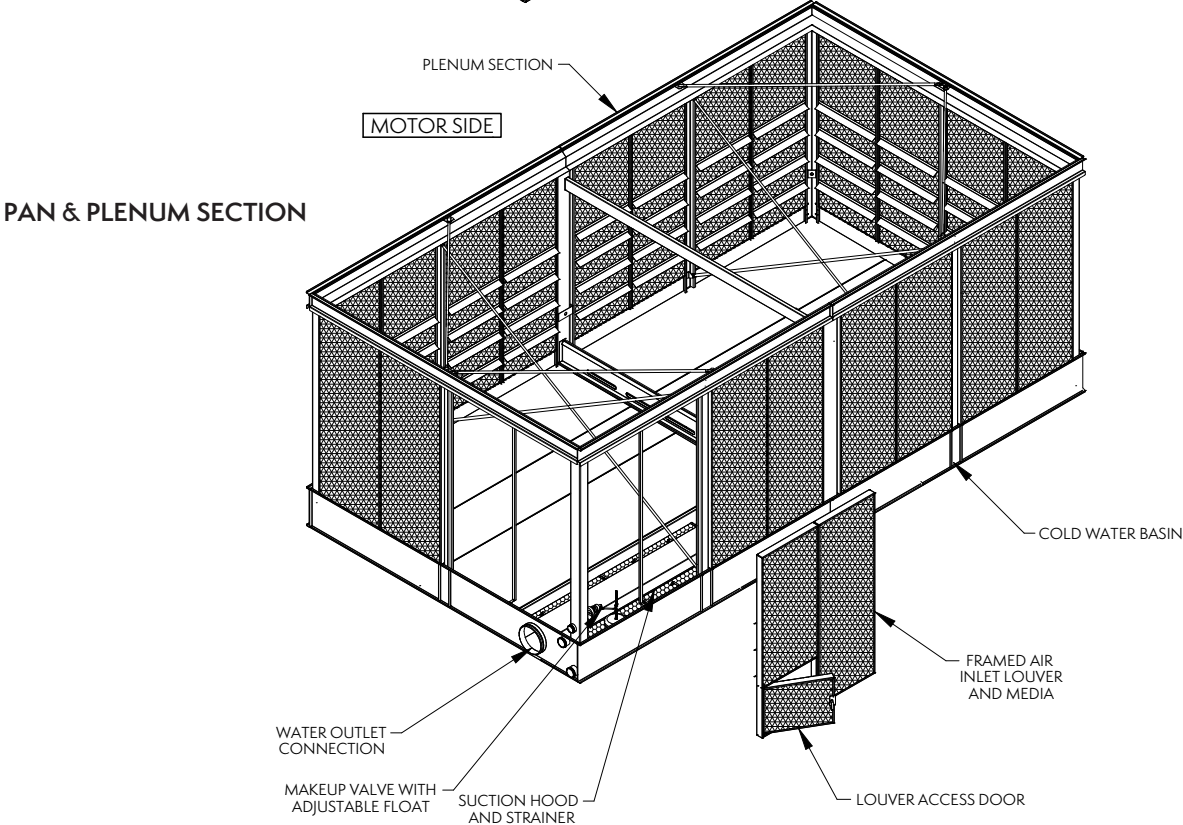 PLENUM SECTION
MOTOR SIDE
PAN & PLENUM SECTION
COLD WATER BASIN
FRAMED AIR
INLET LOUVER
AND MEDIA
WATER OUTLET
CONNECTION
MAKEUP VALVE WITH
ADJUSTABLE FLOAT
SUCTION HOOD
AND STRAINER
LOUVER ACCESS DOOR